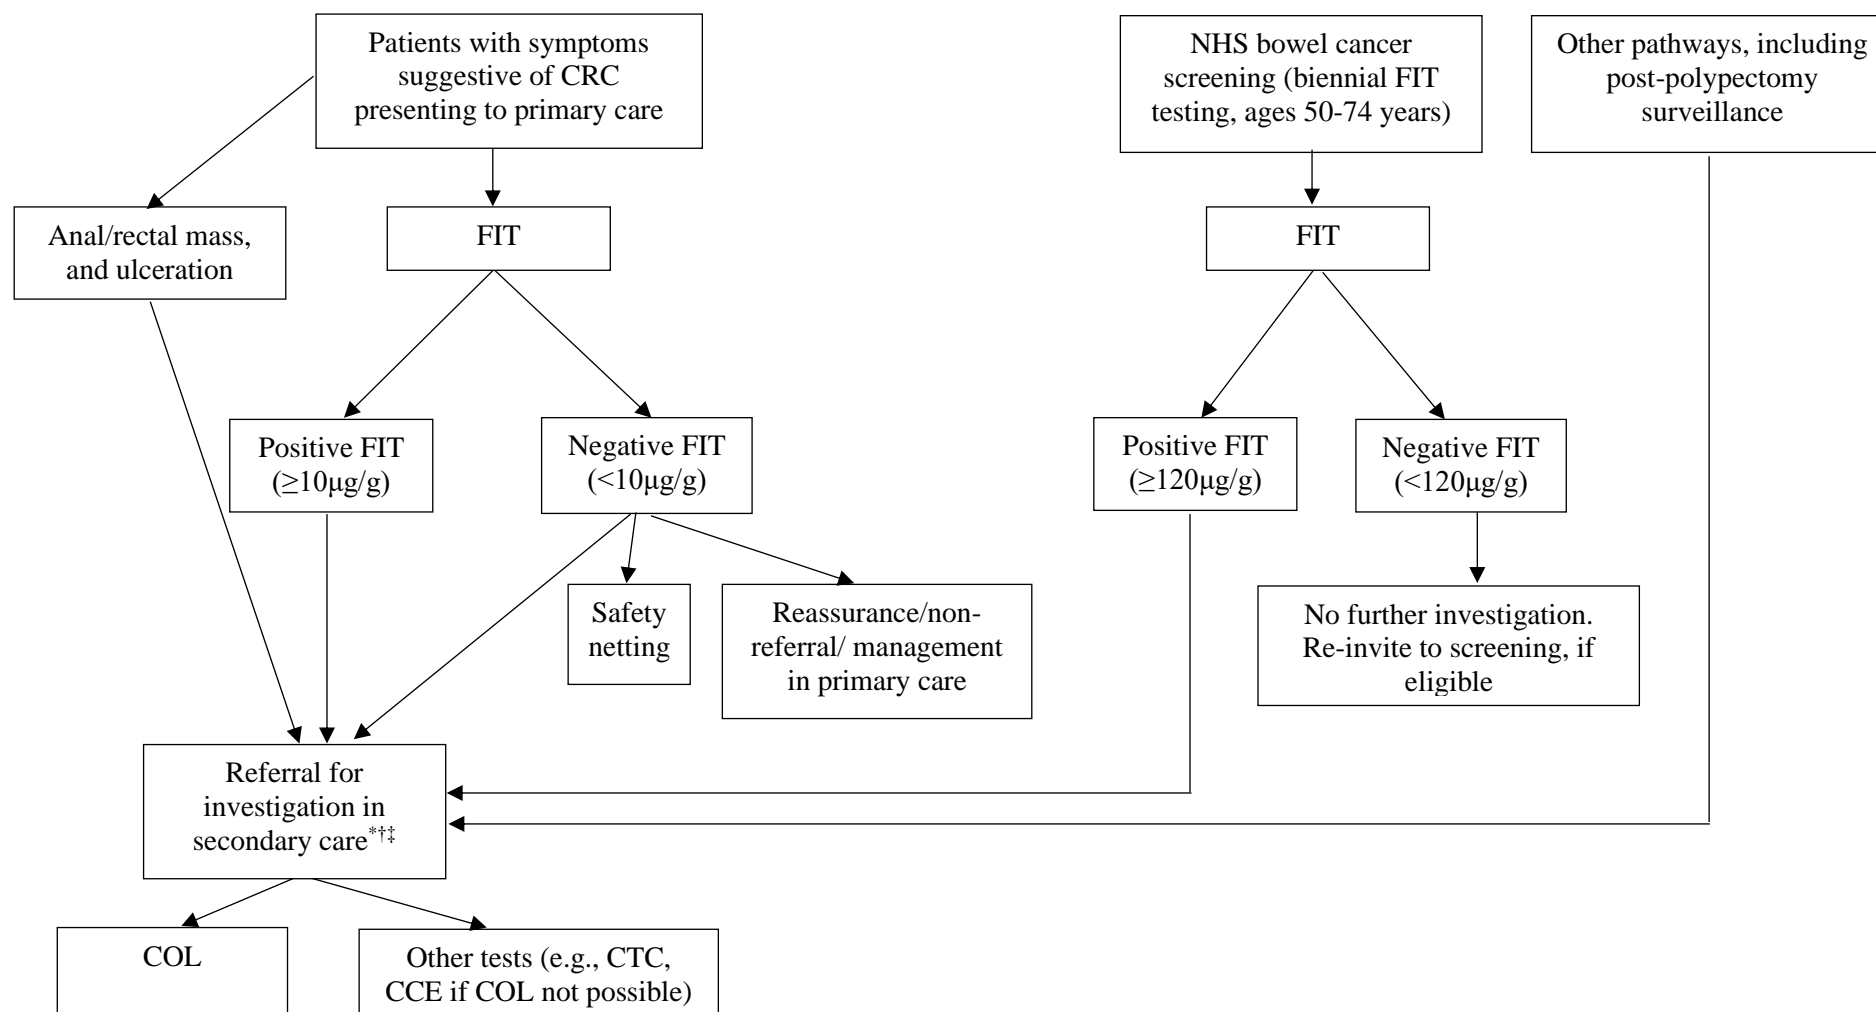 Patients with symptoms
suggestive of CRC
presenting to primary care
NHS bowel cancer
screening (biennial FIT
testing, ages 50-74 years)
Other pathways, including
post-polypectomy
surveillance
Anal/rectal mass,
and ulceration
FIT
FIT
Positive FIT
(≥10μg/g)
Negative FIT
(<10μg/g)
Positive FIT
(≥120μg/g)
Negative FIT
(<120μg/g)
Safety
netting
Reassurance/non-
referral/ management
in primary care
No further investigation.
Re-invite to screening, if
eligible
Referral for
investigation in
secondary care*†‡
COL
Other tests (e.g., CTC,
CCE if COL not possible)